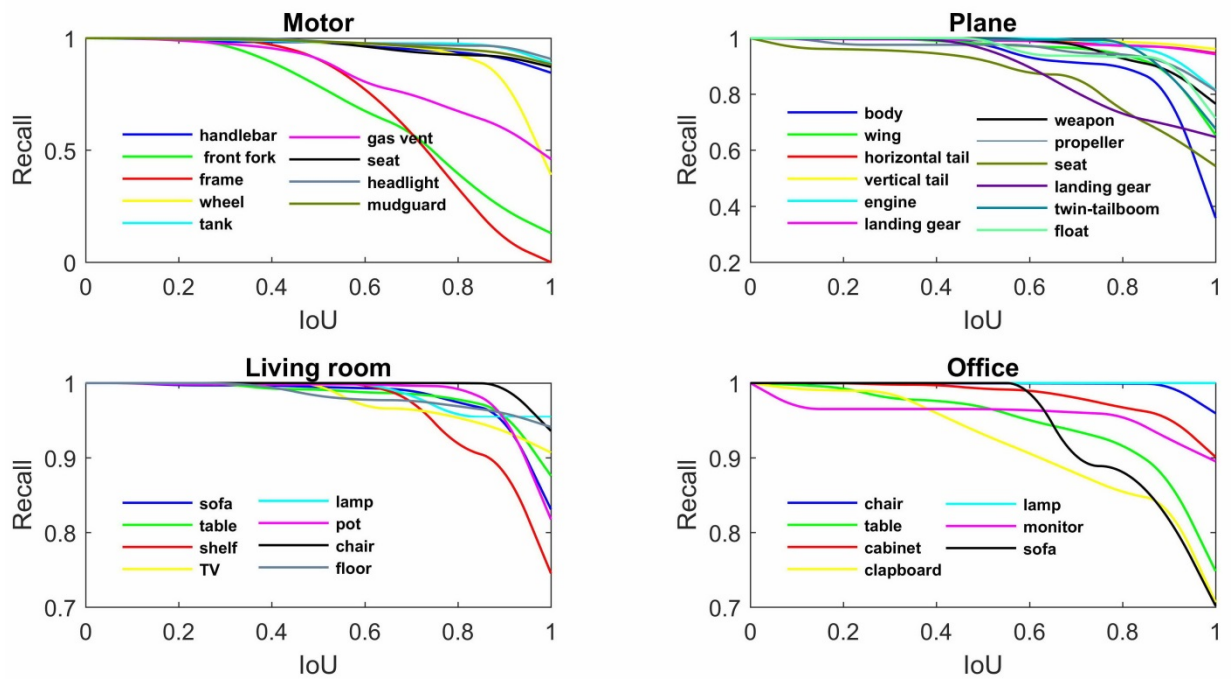 Motor
Recall
1
0.5
0
handlebar
front fork
frame
wheel
tank
gas vent
seat
headlight
mudguard
0 0.2 0.4 0.6 0.8 1
IoU
Plane
Recall
1
0.8
0.6
0.4
0.2
body
wing
horizontal tail
vertical tail
engine
landing gear
weapon
propeller
seat
landing gear
twin-tailboom
float
0 0.2 0.4 0.6 0.8 1
IoU
Living room
Recall
1
0.9
0.8
0.7
sofa
table
shelf
TV
lamp
pot
chair
floor
0 0.2 0.4 0.6 0.8 1
IoU
Office
Recall
1
0.9
0.8
0.7
chair
table
cabinet
clapboard
lamp
monitor
sofa
0 0.2 0.4 0.6 0.8 1
IoU